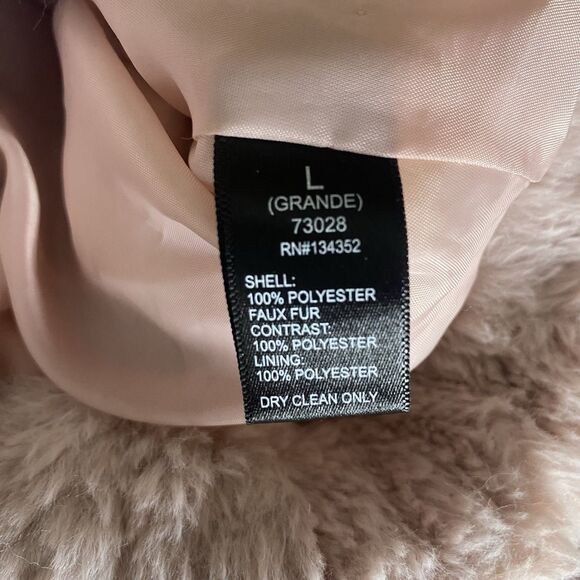 L
(GRANDE)
73028
RN#134352
SHELL:
100% POLYESTER
FAUX FUR
CONTRAST:
100% POLYESTER
LINING:
100% POLYESTER
DRY CLEAN ONLY